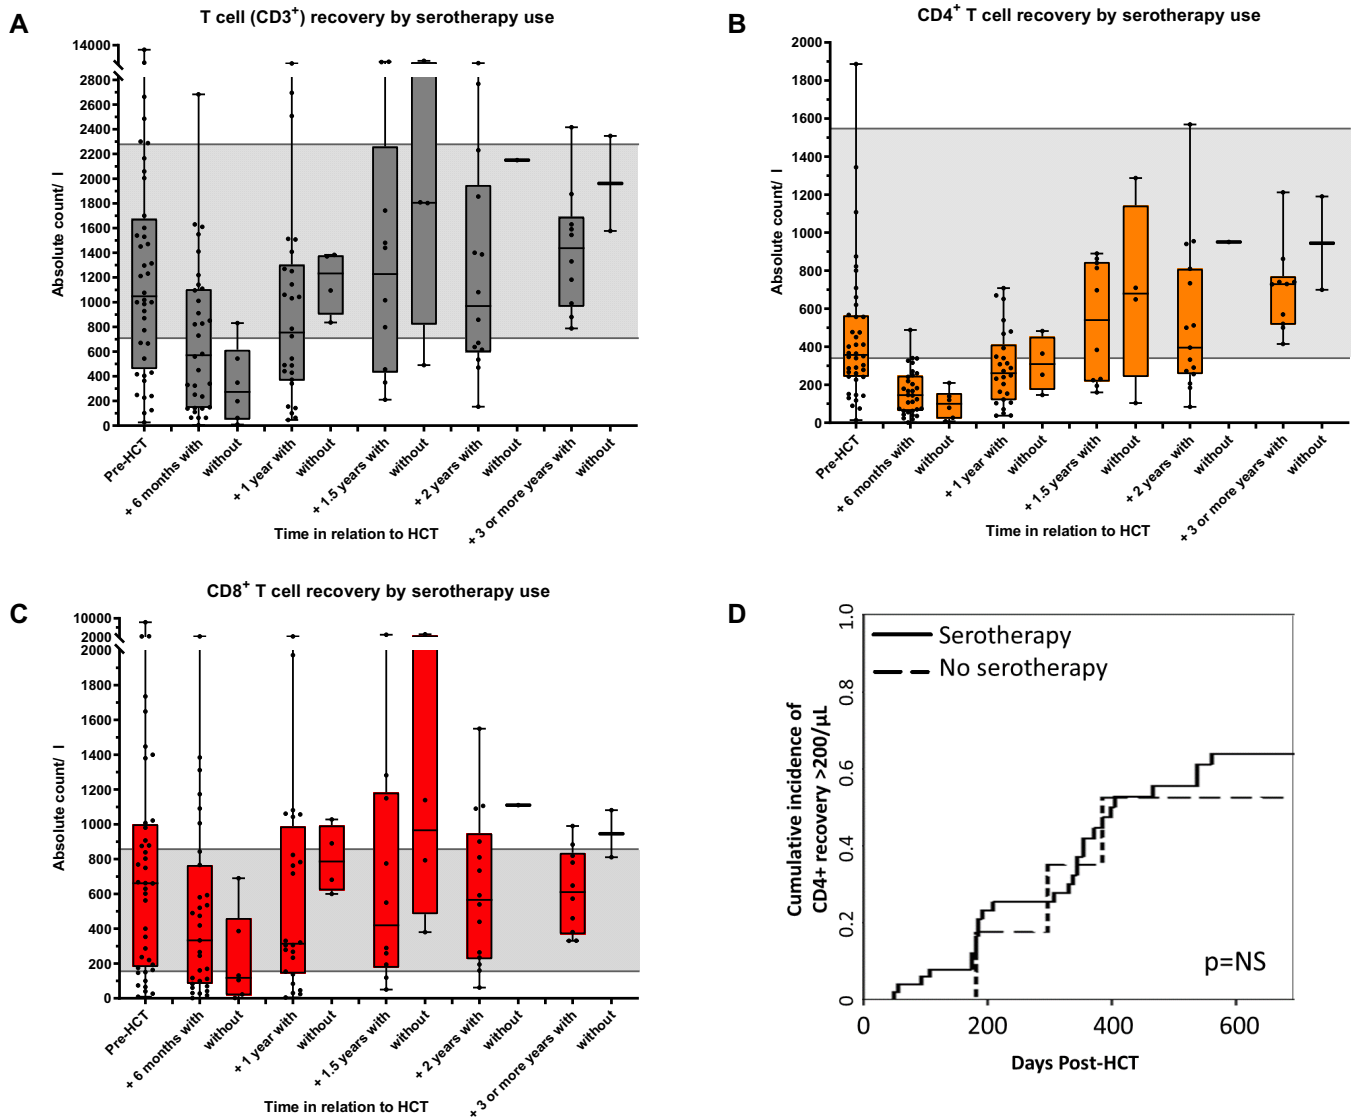 A
T cell (CD3+) recovery by serotherapy use
Absolute count/ l
14000
2800
2600
2400
2200
2000
1800
1600
1400
1200
1000
800
600
400
200
0
Pre-HCT
+ 6 months with
without
+ 1 year with
without
+ 1.5 years with
without
+ 2 years with
without
+ 3 or more years with
without
Time in relation to HCT
B
CD4+ T cell recovery by serotherapy use
Absolute count/ l
2000
1800
1600
1400
1200
1000
800
600
400
200
0
Pre-HCT
+ 6 months with
without
+ 1 year with
without
+ 1.5 years with
without
+ 2 years with
without
+ 3 or more years with
without
Time in relation to HCT
C
CD8+ T cell recovery by serotherapy use
Absolute count/ l
10000
2000
1800
1600
1400
1200
1000
800
600
400
200
0
Pre-HCT
+ 6 months with
without
+ 1 year with
without
+ 1.5 years with
without
+ 2 years with
without
+ 3 or more years with
without
Time in relation to HCT
D
Serotherapy
No serotherapy
Cumulative incidence of
CD4+ recovery >200/µL
1.0
0.8
0.6
0.4
0.2
0
p=NS
0
200
400
600
Days Post-HCT